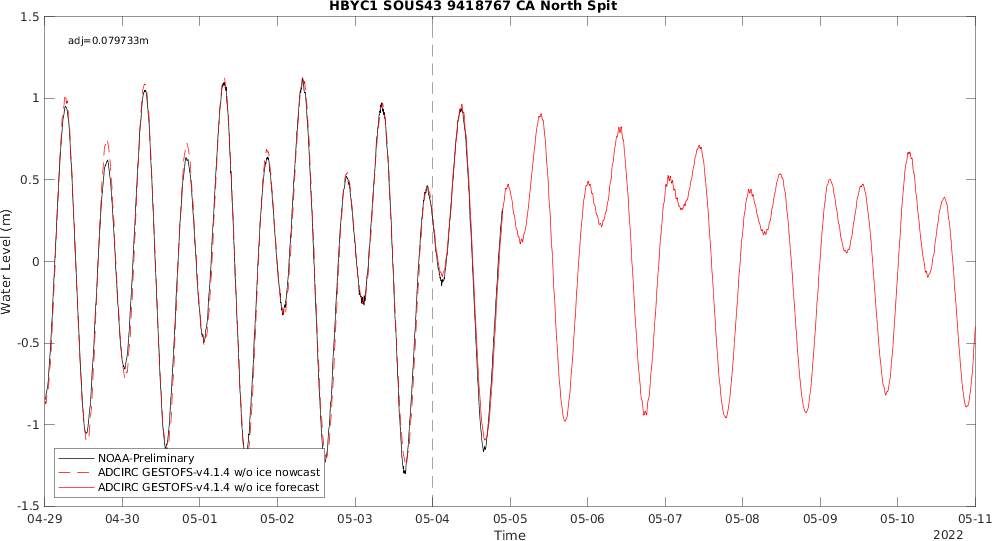 HBYC1 SOUS43 9418767 CA North Spit
adj=0.079733m
1.5
1
0.5
0
-0.5
-1
-1.5
Water Level (m)
NOAA-Preliminary
ADCIRC GESTOFS-v4.1.4 w/o ice nowcast
ADCIRC GESTOFS-v4.1.4 w/o ice forecast
04-29 04-30 05-01 05-02 05-03 05-04 05-05 05-06 05-07 05-08 05-09 05-10 05-11
Time
2022